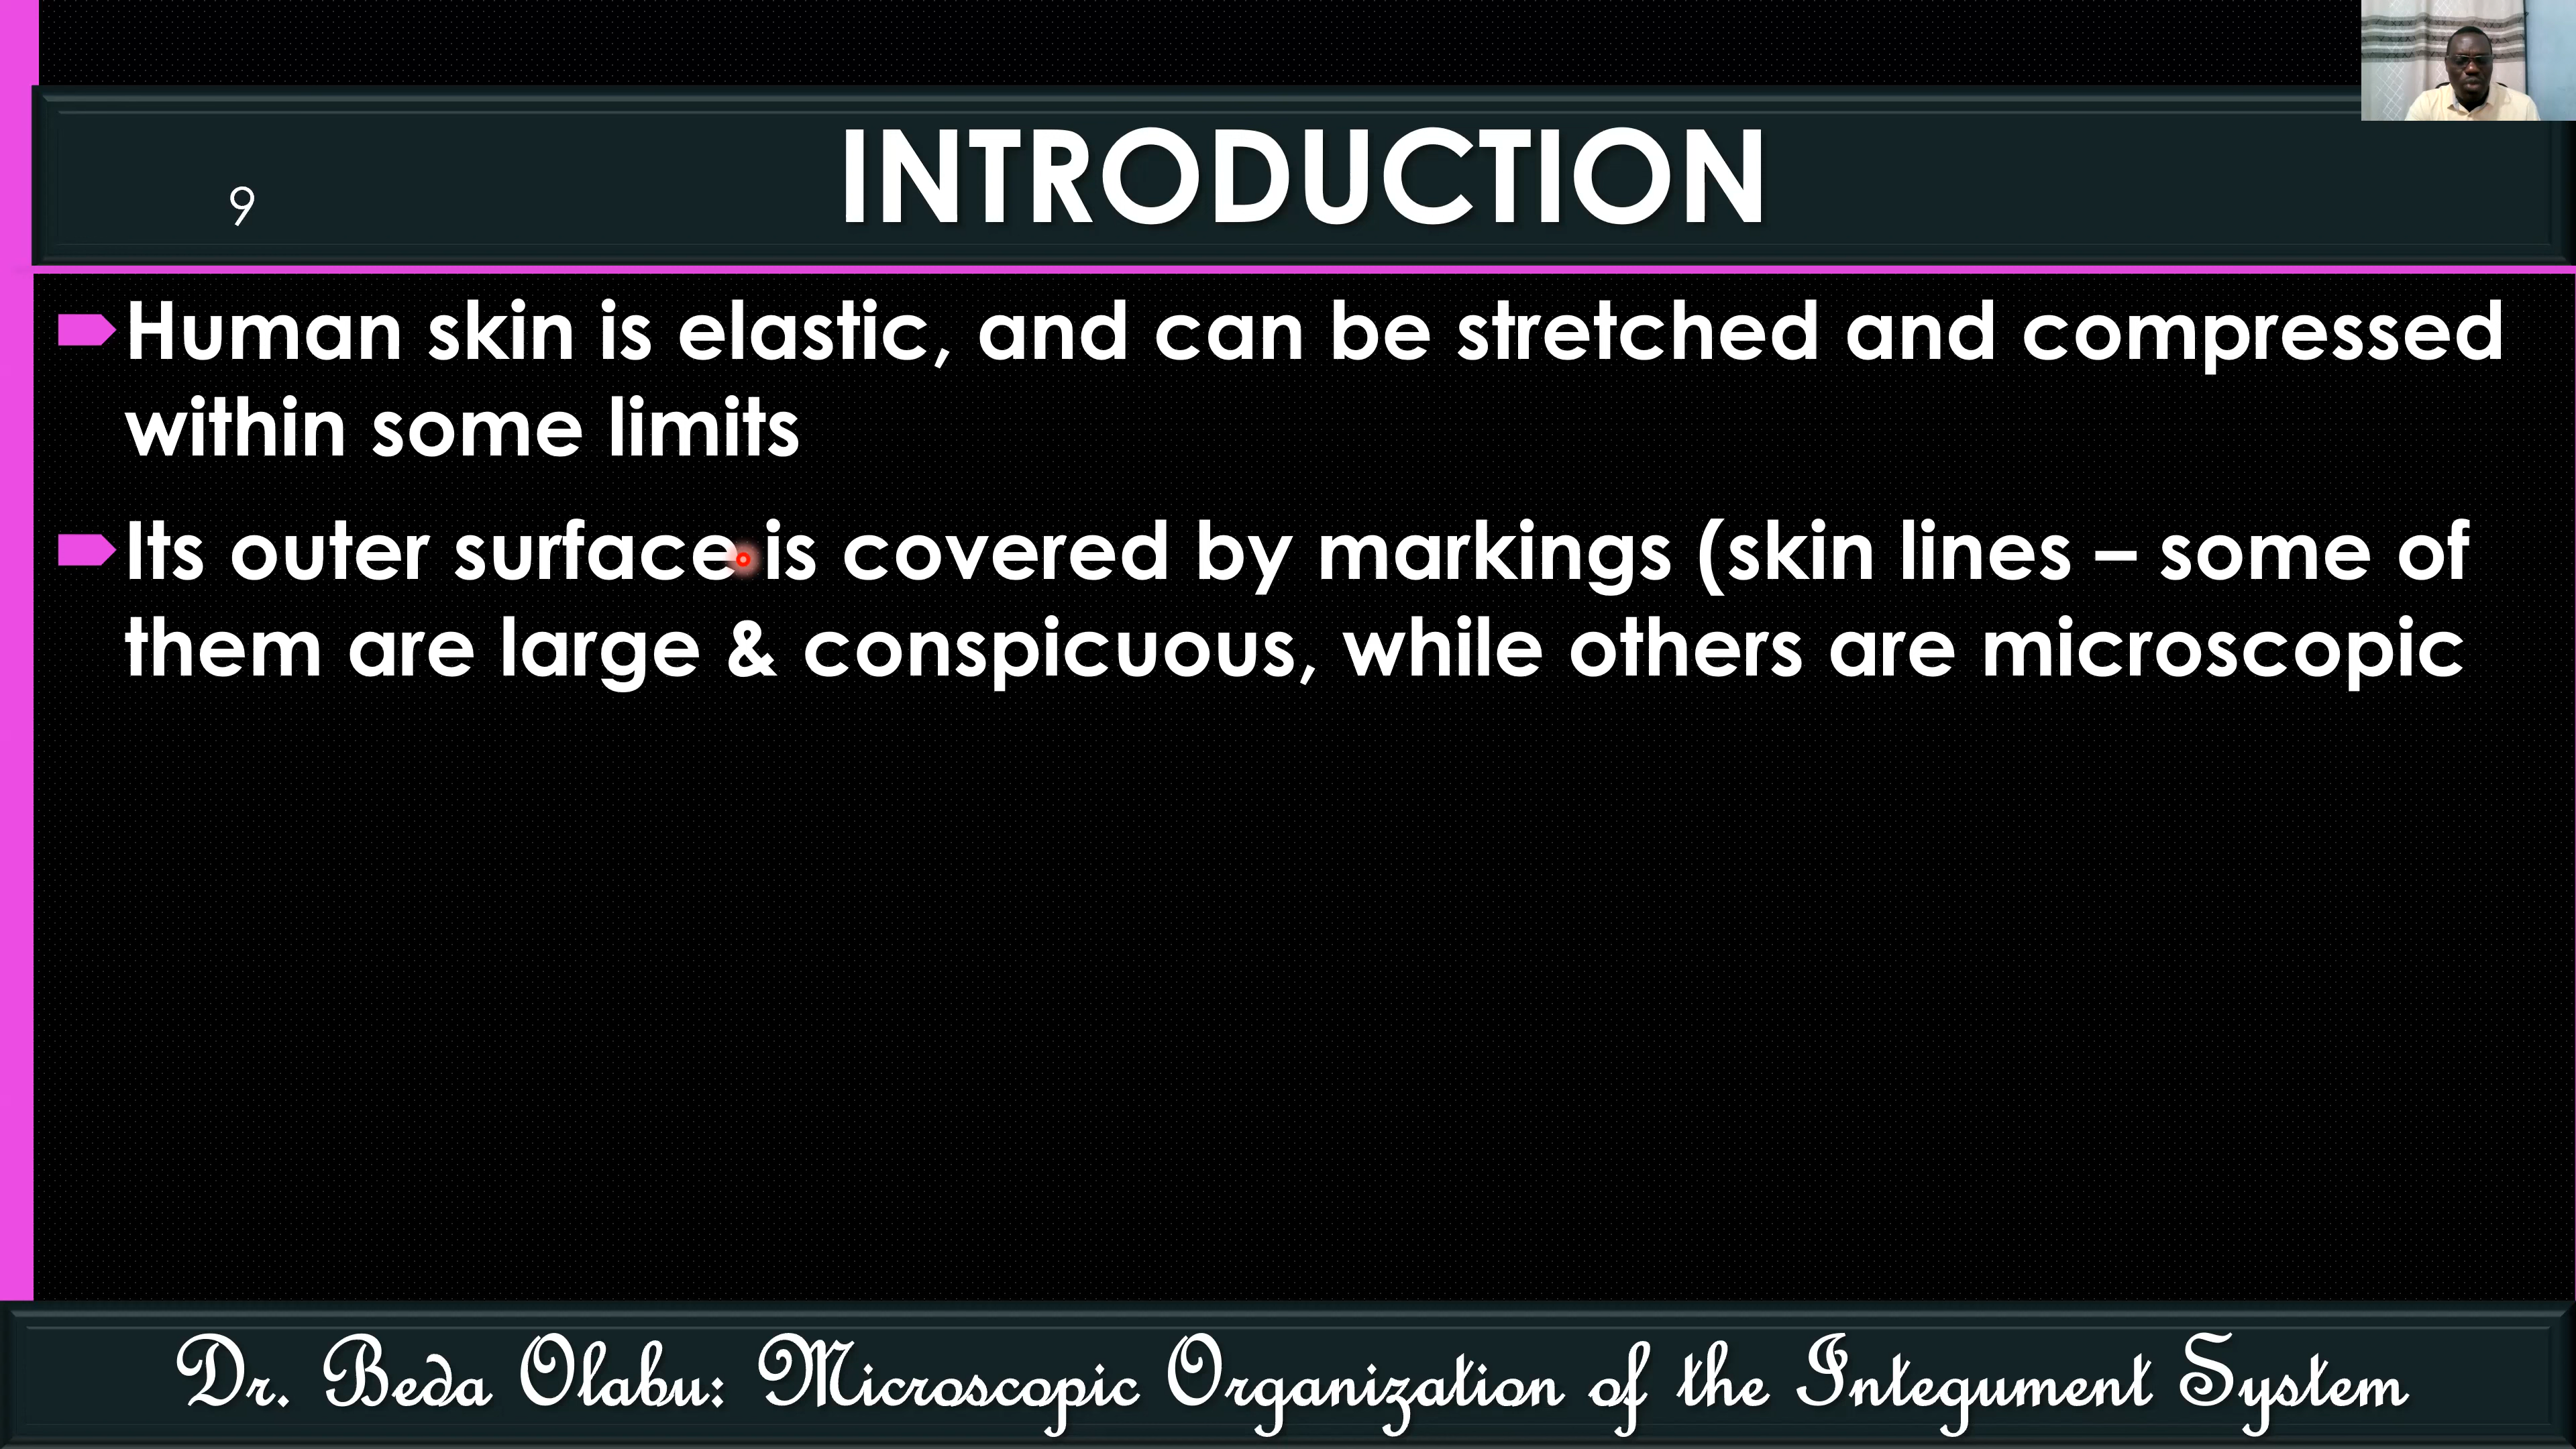 INTRODUCTION
9
Human skin is elastic, and can be stretched and compressed
within some limits
Its outer surface is covered by markings (skin lines – some of
them are large & conspicuous, while others are microscopic
Dr. Beda Olabu: Microscopic Organization of the Integument System